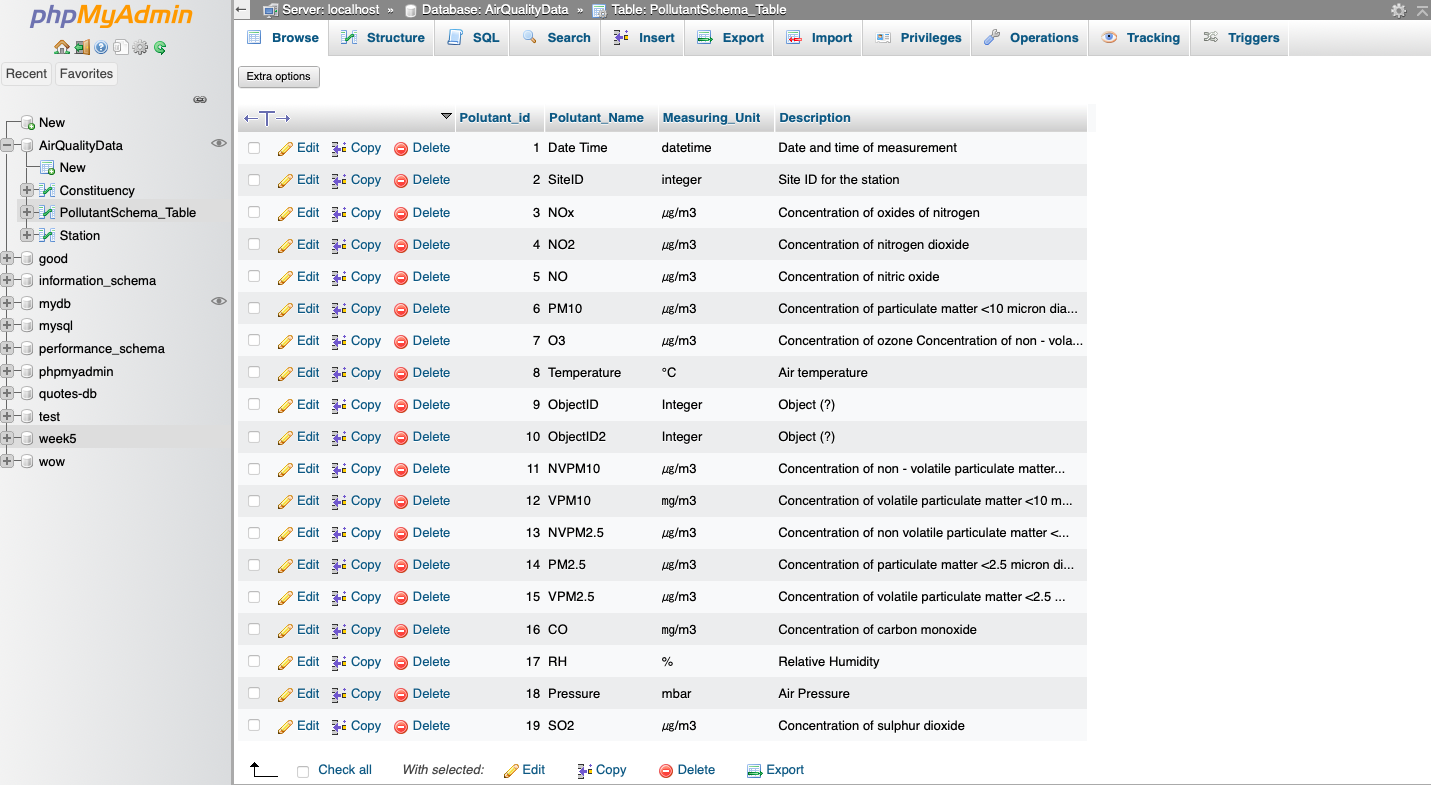 phpMyAdmin
Recent Favorites
New
AirQualityData
New
Constituency
PollutantSchema_Table
Station
good
information_schema
mydb
mysql
performance_schema
phpmyadmin
quotes-db
test
week5
wow
Server: localhost » Database: AirQualityData » Table: PollutantSchema_Table
Browse Structure SQL Search Insert Export Import Privileges Operations Tracking Triggers
Extra options
Polutant_id Polutant_Name Measuring_Unit Description
Edit Copy Delete 1 Date Time datetime Date and time of measurement
Edit Copy Delete 2 SiteID integer Site ID for the station
Edit Copy Delete 3 NOx µg/m3 Concentration of oxides of nitrogen
Edit Copy Delete 4 NO2 µg/m3 Concentration of nitrogen dioxide
Edit Copy Delete 5 NO µg/m3 Concentration of nitric oxide
Edit Copy Delete 6 PM10 µg/m3 Concentration of particulate matter <10 micron dia...
Edit Copy Delete 7 O3 µg/m3 Concentration of ozone Concentration of non - vola...
Edit Copy Delete 8 Temperature °C Air temperature
Edit Copy Delete 9 ObjectID Integer Object (?)
Edit Copy Delete 10 ObjectID2 Integer Object (?)
Edit Copy Delete 11 NVPM10 µg/m3 Concentration of non - volatile particulate matter...
Edit Copy Delete 12 VPM10 mg/m3 Concentration of volatile particulate matter <10 m...
Edit Copy Delete 13 NVPM2.5 µg/m3 Concentration of non volatile particulate matter <...
Edit Copy Delete 14 PM2.5 µg/m3 Concentration of particulate matter <2.5 micron di...
Edit Copy Delete 15 VPM2.5 µg/m3 Concentration of volatile particulate matter <2.5 ...
Edit Copy Delete 16 CO mg/m3 Concentration of carbon monoxide
Edit Copy Delete 17 RH % Relative Humidity
Edit Copy Delete 18 Pressure mbar Air Pressure
Edit Copy Delete 19 SO2 µg/m3 Concentration of sulphur dioxide
Check all With selected: Edit Copy Delete Export